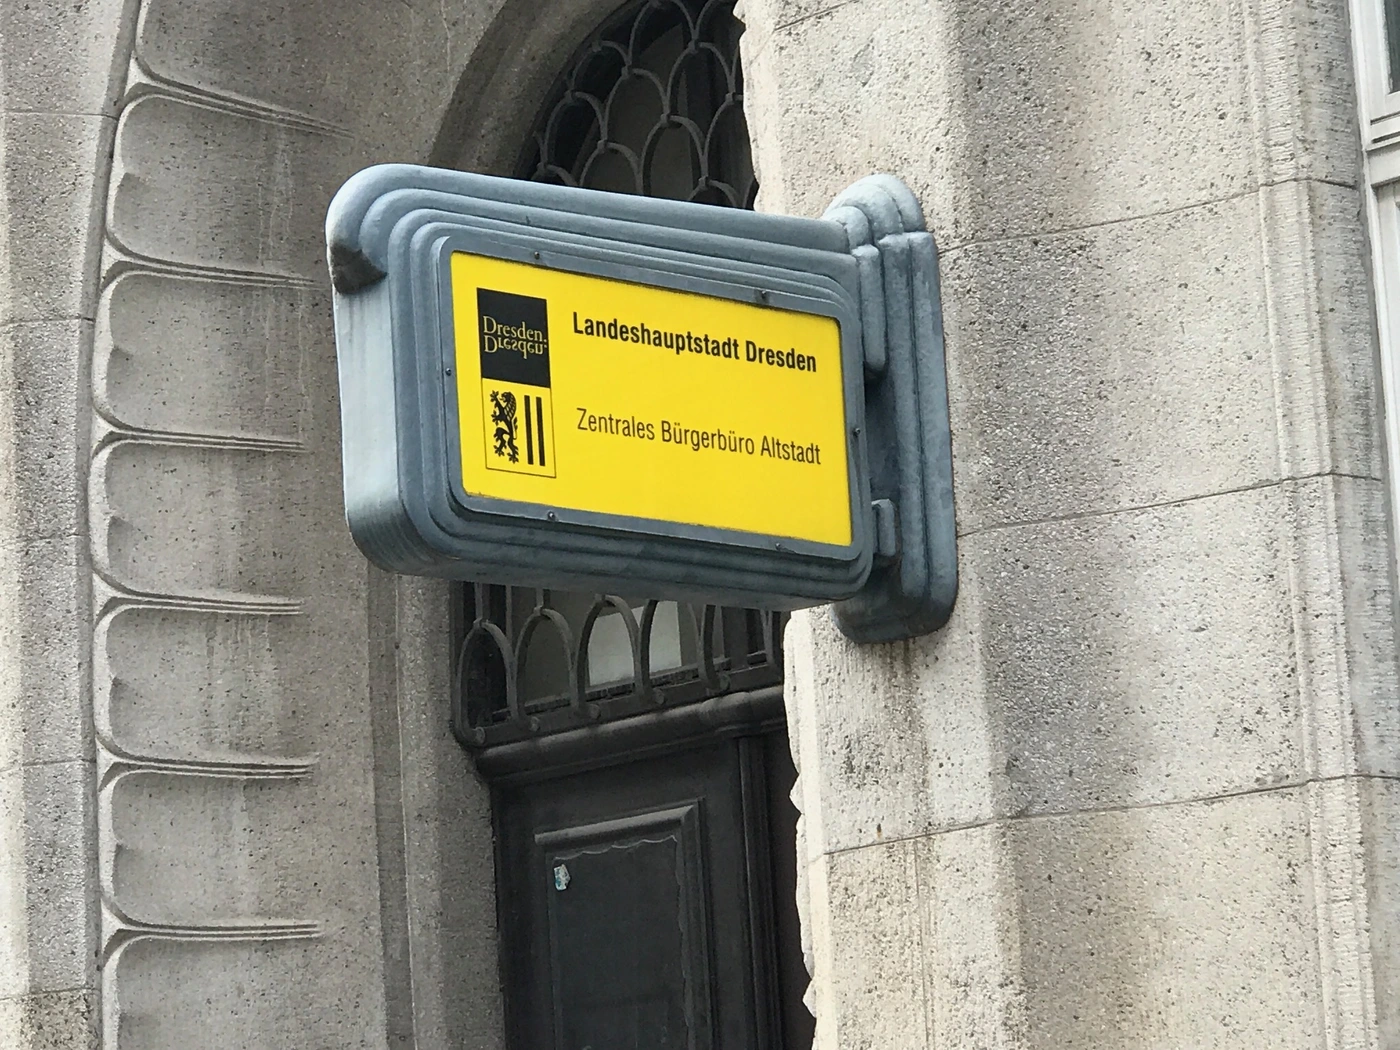 Dresden.
Dresden.
Landeshauptstadt Dresden
Zentrales Bürgerbüro Altstadt